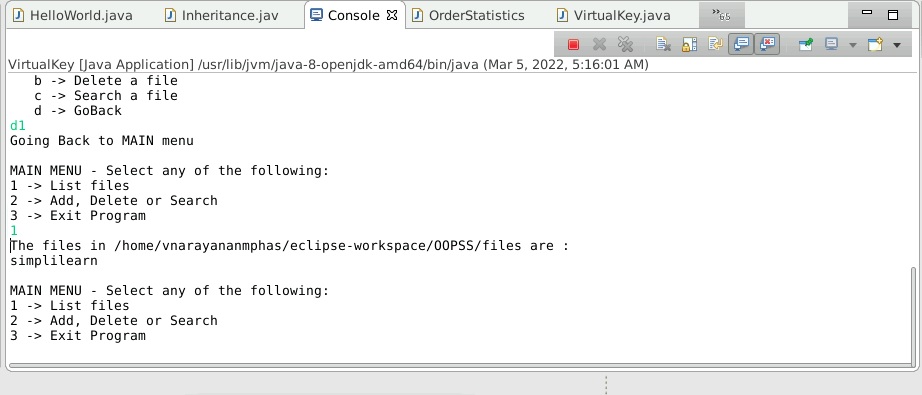 HelloWorld.java Inheritance.jav Console OrderStatistics VirtualKey.java »65
VirtualKey [Java Application] /usr/lib/jvm/java-8-openjdk-amd64/bin/java (Mar 5, 2022, 5:16:01 AM)
b -> Delete a file
c -> Search a file
d -> GoBack
d1
Going Back to MAIN menu
MAIN MENU - Select any of the following:
1 -> List files
2 -> Add, Delete or Search
3 -> Exit Program
1
The files in /home/vnarayananmphas/eclipse-workspace/OOPSS/files are :
simplilearn
MAIN MENU - Select any of the following:
1 -> List files
2 -> Add, Delete or Search
3 -> Exit Program